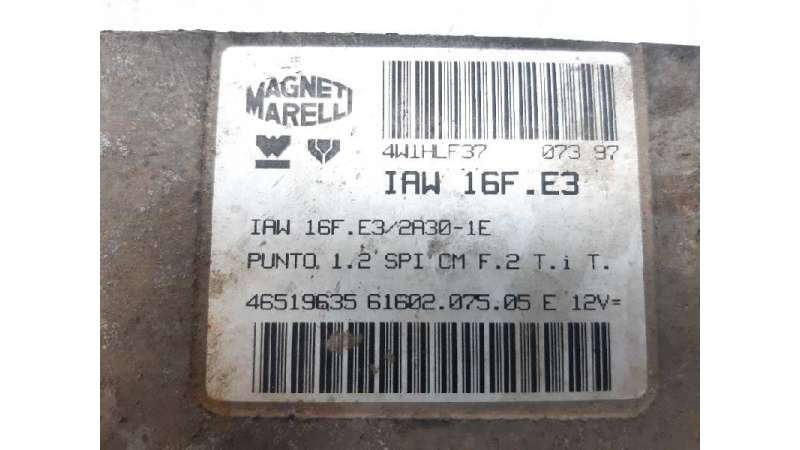 MAGNETI
MARELLI
4W1HLF37 073 97
IAW 16F.E3
IAW 16F.E3/2A30-1E
PUNTO 1.2 SPI CM F.2 T.i T.
46519635 61602.075.05 E 12V=